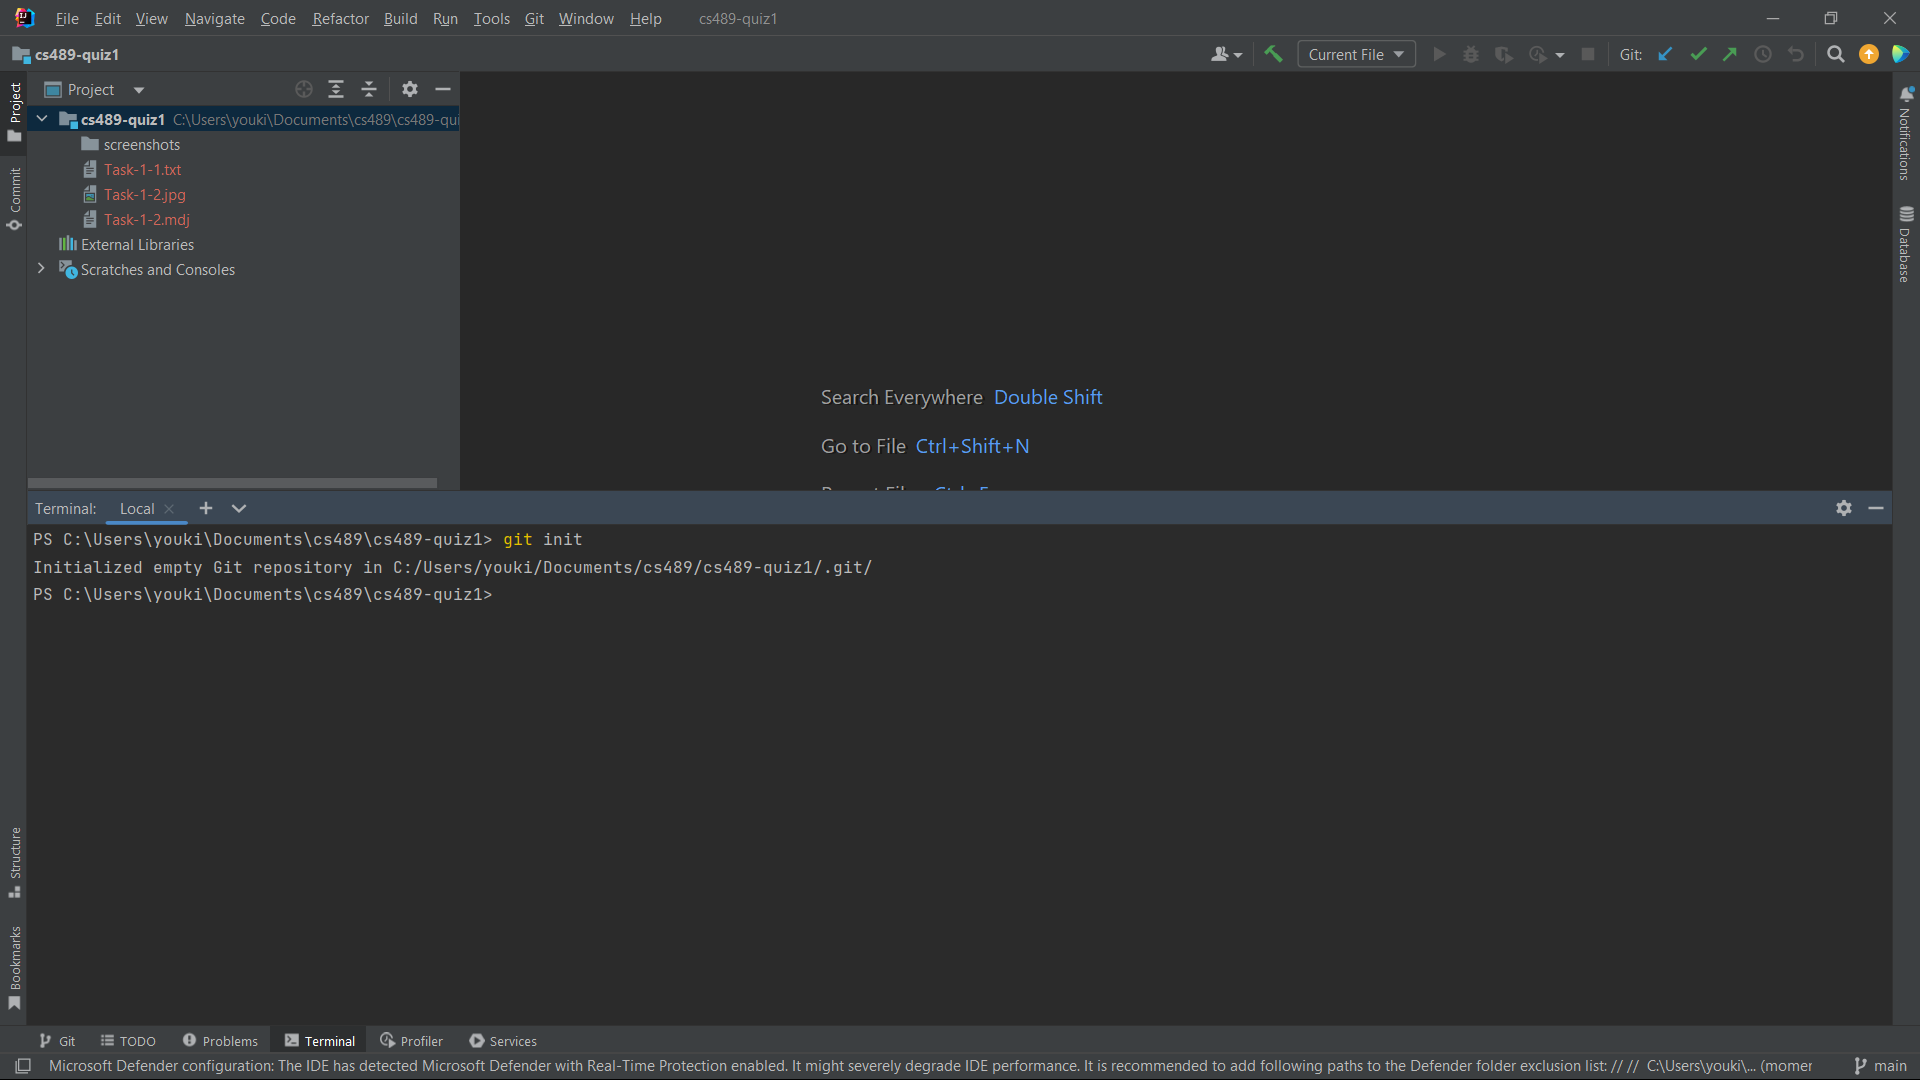 File Edit View Navigate Code Refactor Build Run Tools Git Window Help cs489-quiz1
cs489-quiz1 Current File Git:
Project
cs489-quiz1 C:\Users\youki\Documents\cs489\cs489-qui
screenshots
Task-1-1.txt
Task-1-2.jpg
Task-1-2.mdj
External Libraries
Scratches and Consoles
Project
Commit
Structure
Bookmarks
Notifications
Database
Search Everywhere Double Shift
Go to File Ctrl+Shift+N
Terminal: Local
PS C:\Users\youki\Documents\cs489\cs489-quiz1> git init
Initialized empty Git repository in C:/Users/youki/Documents/cs489/cs489-quiz1/.git/
PS C:\Users\youki\Documents\cs489\cs489-quiz1>
Git TODO Problems Terminal Profiler Services
Microsoft Defender configuration: The IDE has detected Microsoft Defender with Real-Time Protection enabled. It might severely degrade IDE performance. It is recommended to add following paths to the Defender folder exclusion list: // // C:\Users\youki\... (momer main